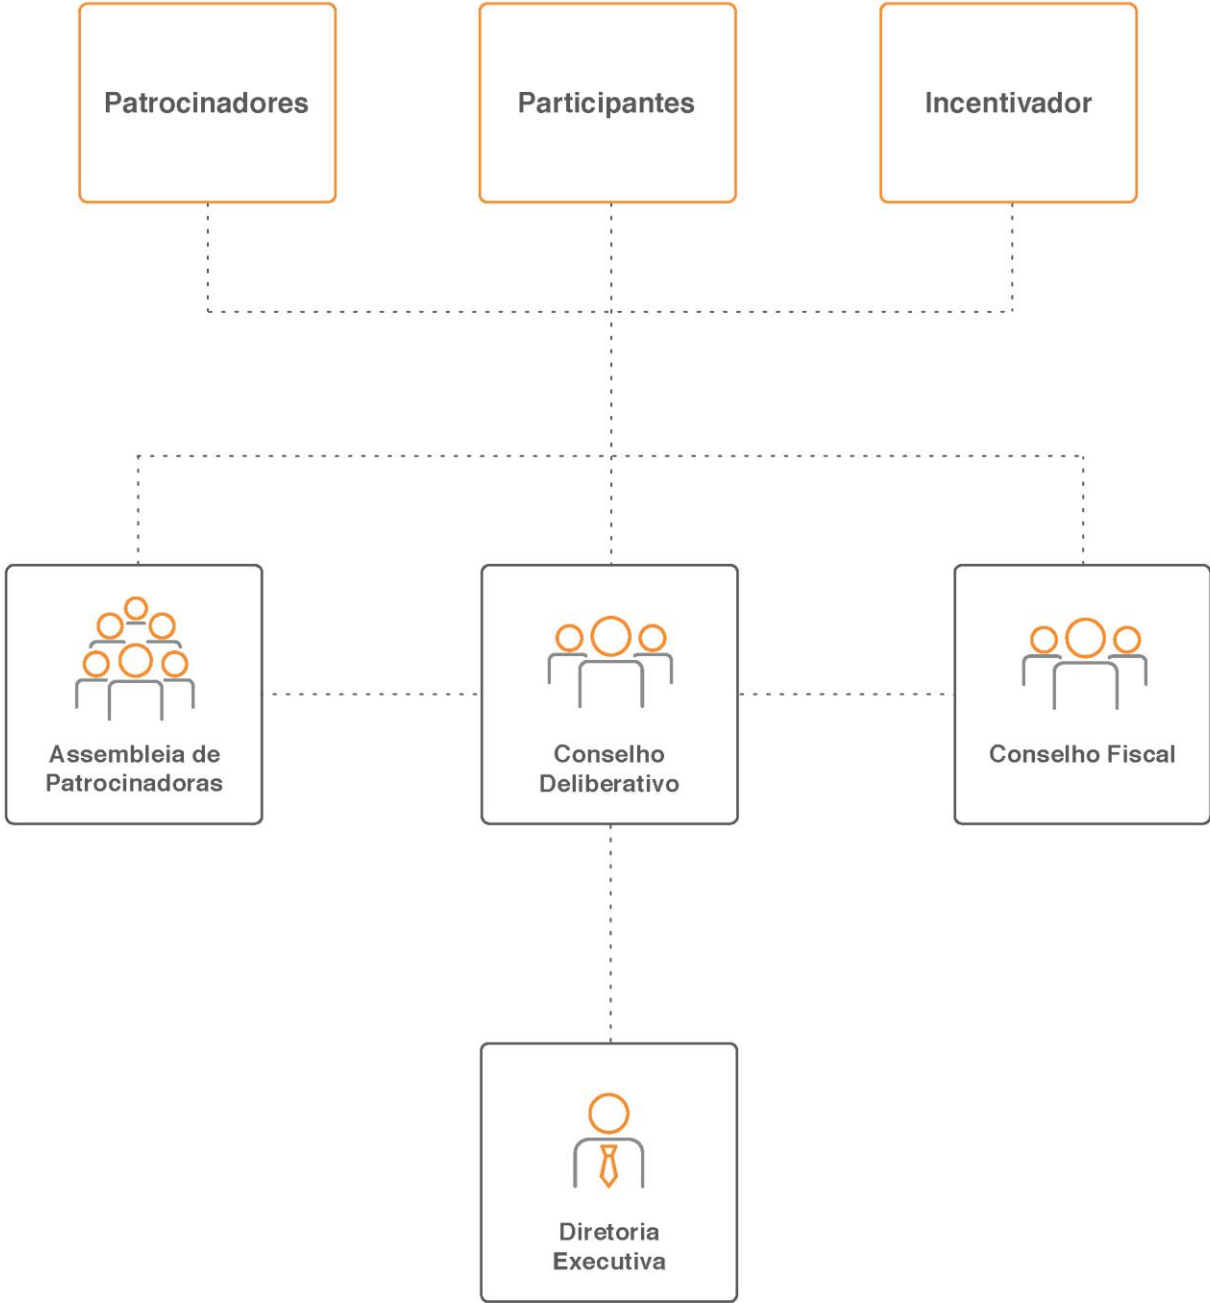 Patrocinadores
Participantes
Incentivador
Assembleia de
Patrocinadoras
Conselho
Deliberativo
Conselho Fiscal
Diretoria
Executiva